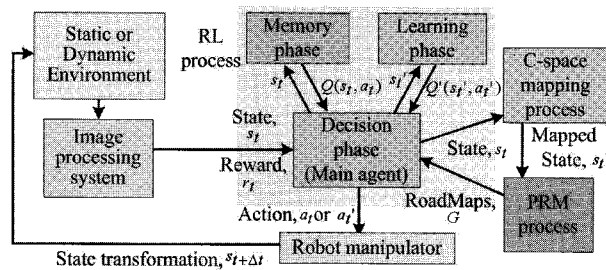 Static or
Dynamic
Environment
Image
processing
system
RL
process
Memory
phase
Learning
phase
s_t
Q(s_t, a_t)
s_t'
Q'(s_t', a_t')
State,
s_t
Reward,
r_t
Decision
phase
(Main agent)
State, s_t
C-space
mapping
process
Mapped
State, s_t'
PRM
process
RoadMaps,
G
Action, a_t or a_t'
Robot manipulator
State transformation, s_{t+Δt}